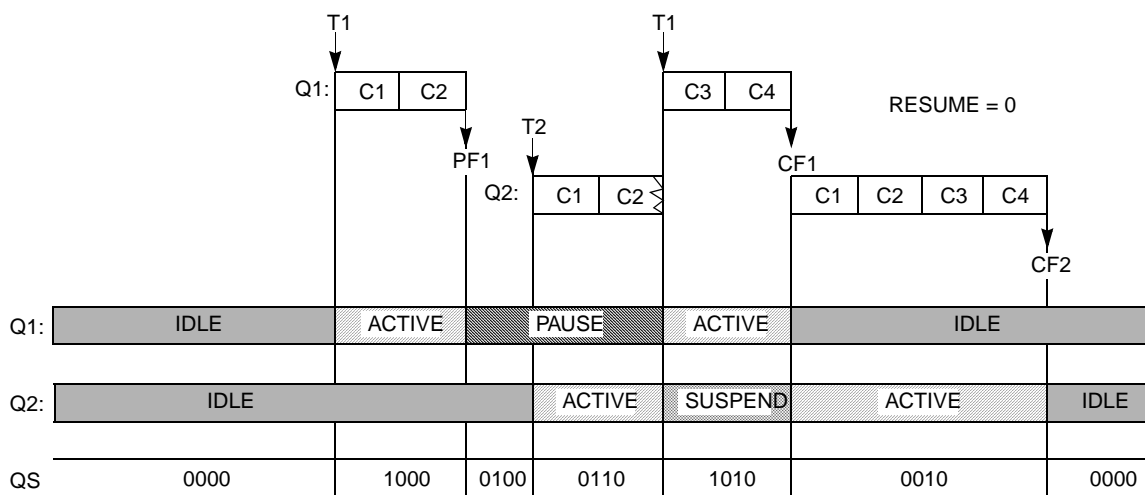 T1 T1
Q1: C1 C2 C3 C4 RESUME = 0
T2
PF1 CF1
Q2: C1 C2 C1 C2 C3 C4
CF2
Q1: IDLE ACTIVE PAUSE ACTIVE IDLE
Q2: IDLE ACTIVE SUSPEND ACTIVE IDLE
QS 0000 1000 0100 0110 1010 0010 0000